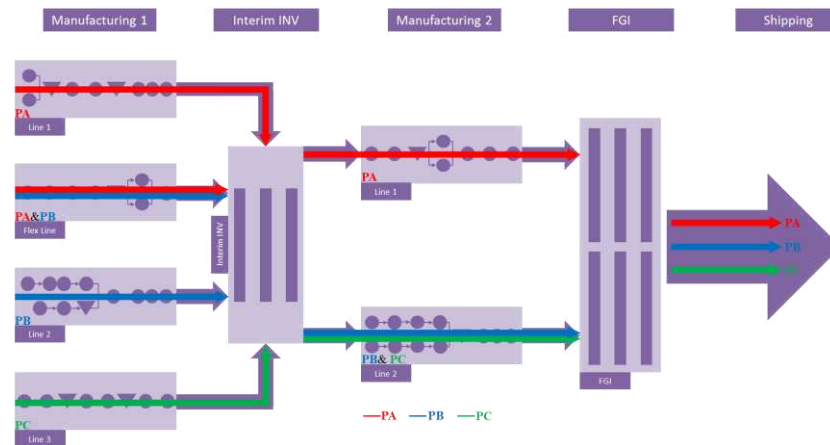 Manufacturing 1
Interim INV
Manufacturing 2
FGI
Shipping
PA
Line 1
PA&PB
Flex Line
PB
Line 2
PC
Line 3
Interim INV
PA
Line 1
PB& PC
Line 2
FGI
PA
PB
PC
PA PB PC